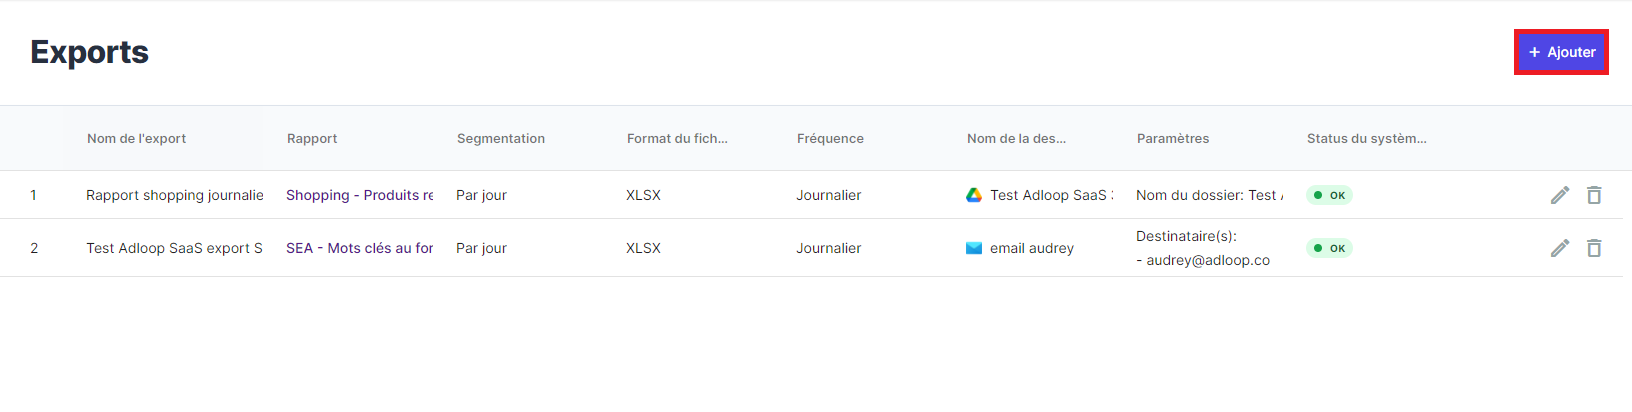 Exports
+ Ajouter
Nom de l'export Rapport Segmentation Format du fich... Fréquence Nom de la des... Paramètres Status du systèm...
1 Rapport shopping journalie Shopping - Produits re Par jour XLSX Journalier Test Adloop SaaS Nom du dossier: Test OK
2 Test Adloop SaaS export S SEA - Mots clés au for Par jour XLSX Journalier email audrey Destinataire(s): OK
- audrey@adloop.co